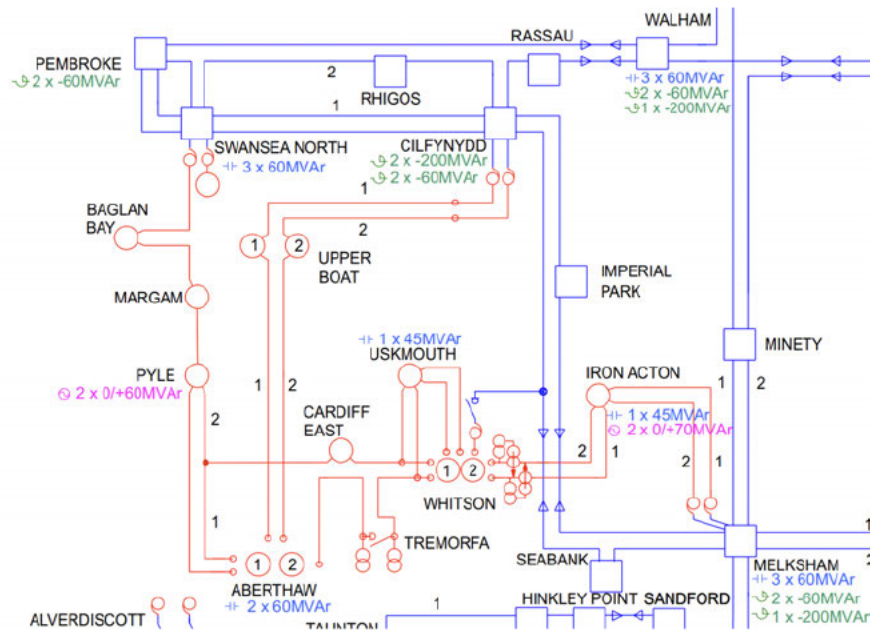 WALHAM
RASSAU
PEMBROKE
2 x -60MVAr
2
RHIGOS
3 x 60MVAr
2 x -60MVAr
1 x -200MVAr
1
SWANSEA NORTH
3 x 60MVAr
CILFYNYDD
2 x -200MVAr
2 x -60MVAr
1
2
BAGLAN
BAY
1
2
UPPER
BOAT
IMPERIAL
PARK
MARGAM
MINETY
1 x 45MVAr
USKMOUTH
PYLE
2 x 0/+60MVAr
IRON ACTON
1
2
1 x 45MVAr
2 x 0/+70MVAr
1
2
2
CARDIFF
EAST
2
1
2
1
1
2
WHITSON
1
TREMORFA
1
2
ABERTHAW
2 x 60MVAr
SEABANK
1
2
MELKSHAM
3 x 60MVAr
2 x -60MVAr
1 x -200MVAr
ALVERDISCOTT
1
HINKLEY POINT
SANDFORD
TAUNTON